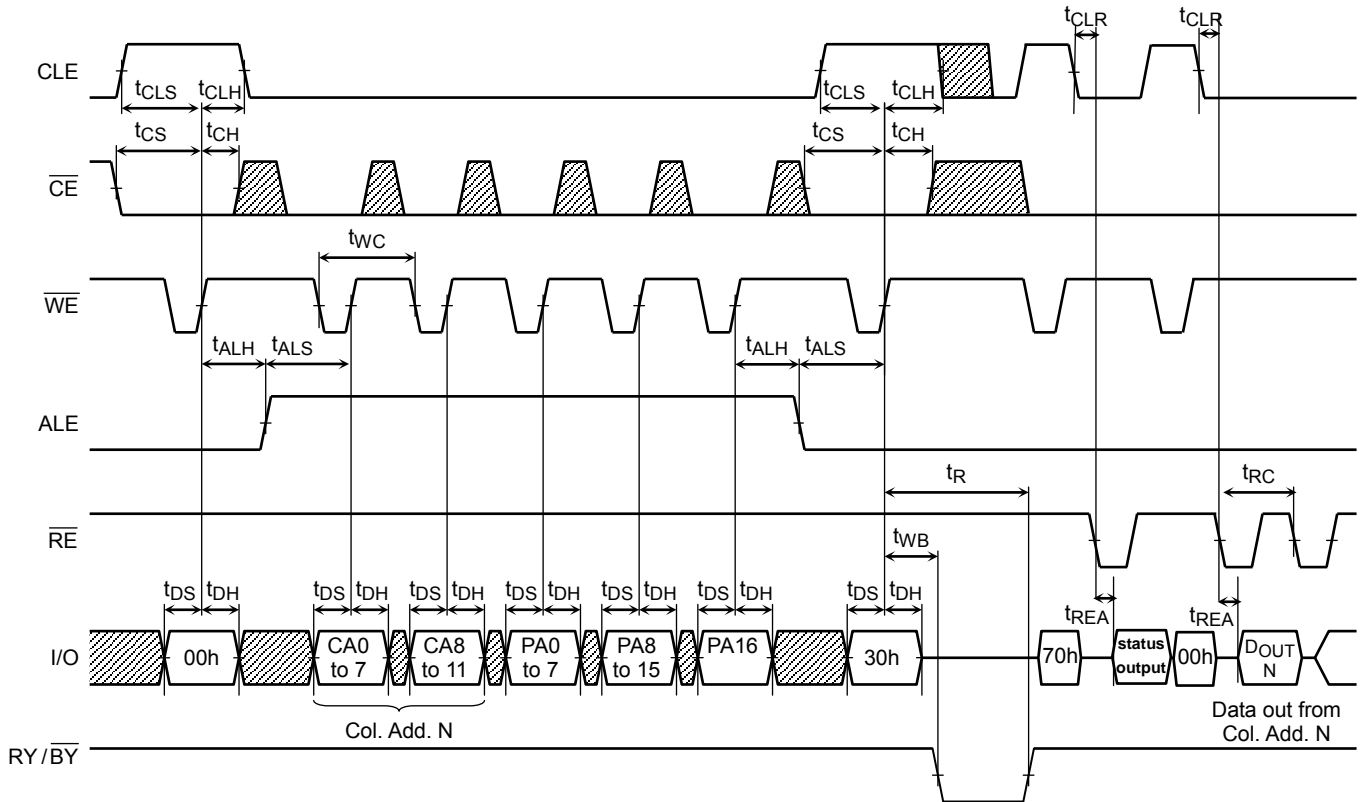 tCLR tCLR
CLE
tCLS tCLH tCLS tCLH
tCS tCH tCS tCH
CE
tWC
WE
tALH tALS tALH tALS
ALE
tR tRC
RE
tWB
tDS tDH tDS tDH tDS tDH tDS tDH tDS tDH tDS tDH tDS tDH
tREA tREA
I/O 00h CA0 to 7 CA8 to 11 PA0 to 7 PA8 to 15 PA16 30h 70h status output 00h DOUT N
Col. Add. N
Data out from
Col. Add. N
RY/BY